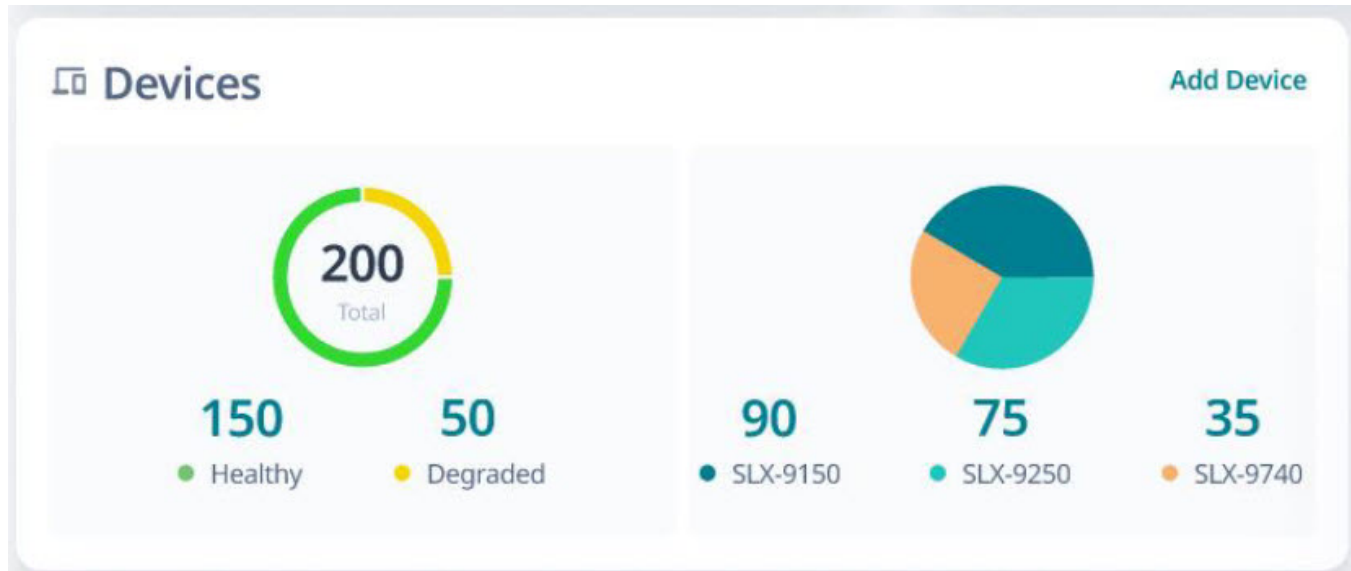 Devices
Add Device
200
Total
150
Healthy
50
Degraded
90
SLX-9150
75
SLX-9250
35
SLX-9740